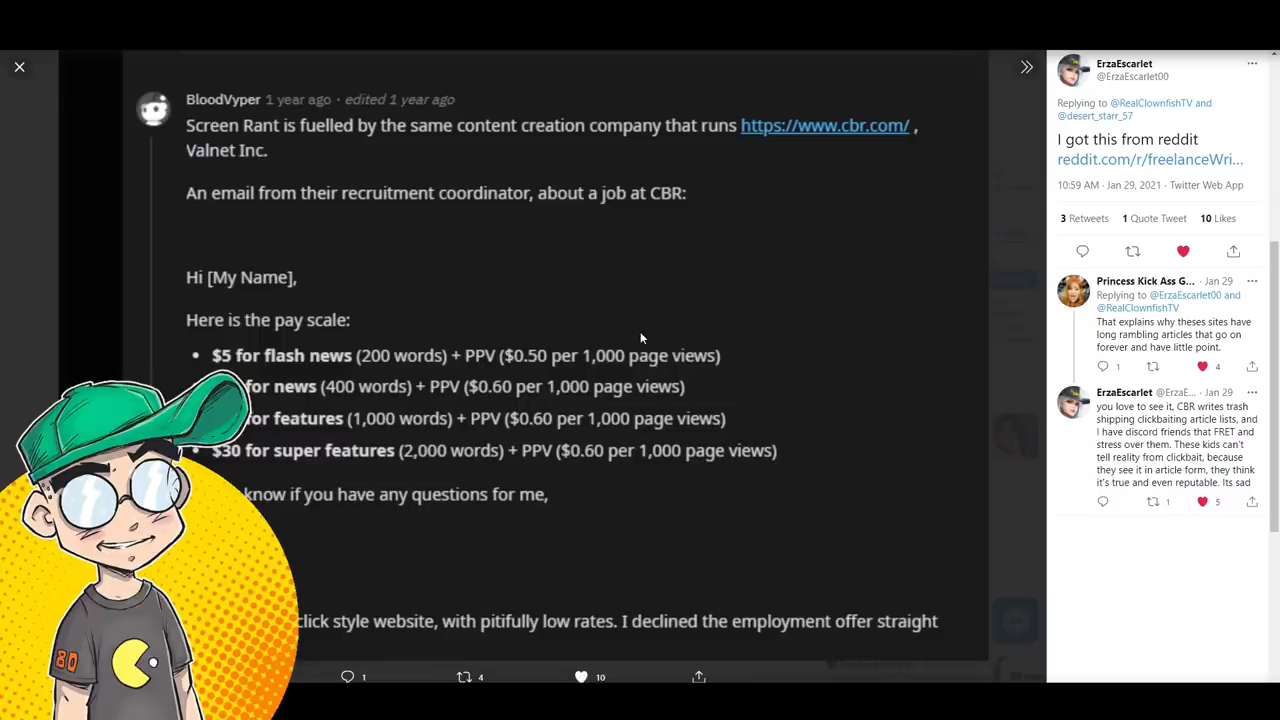 BloodVyper 1 year ago • edited 1 year ago
Screen Rant is fuelled by the same content creation company that runs https://www.cbr.com/ ,
Valnet Inc.
An email from their recruitment coordinator, about a job at CBR:
Hi [My Name],
Here is the pay scale:
• $5 for flash news (200 words) + PPV ($0.50 per 1,000 page views)
for news (400 words) + PPV ($0.60 per 1,000 page views)
for features (1,000 words) + PPV ($0.60 per 1,000 page views)
• $30 for super features (2,000 words) + PPV ($0.60 per 1,000 page views)
know if you have any questions for me,
click style website, with pitifully low rates. I declined the employment offer straight
1 4 10
80
ErzaEscarlet
@ErzaEscarlet00
Replying to @RealClownfishTV and
@desert_starr_57
I got this from reddit
reddit.com/r/freelanceWri...
10:59 AM · Jan 29, 2021 · Twitter Web App
3 Retweets 1 Quote Tweet 10 Likes
Princess Kick Ass G... · Jan 29
Replying to @ErzaEscarlet00 and
@RealClownfishTV
That explains why theses sites have
long rambling articles that go on
forever and have little point.
1 4
ErzaEscarlet @ErzaE... · Jan 29
you love to see it, CBR writes trash
shipping clickbaiting article lists, and
I have discord friends that FRET and
stress over them. These kids can't
tell reality from clickbait, because
they see it in article form, they think
it's true and even reputable. Its sad
1 5